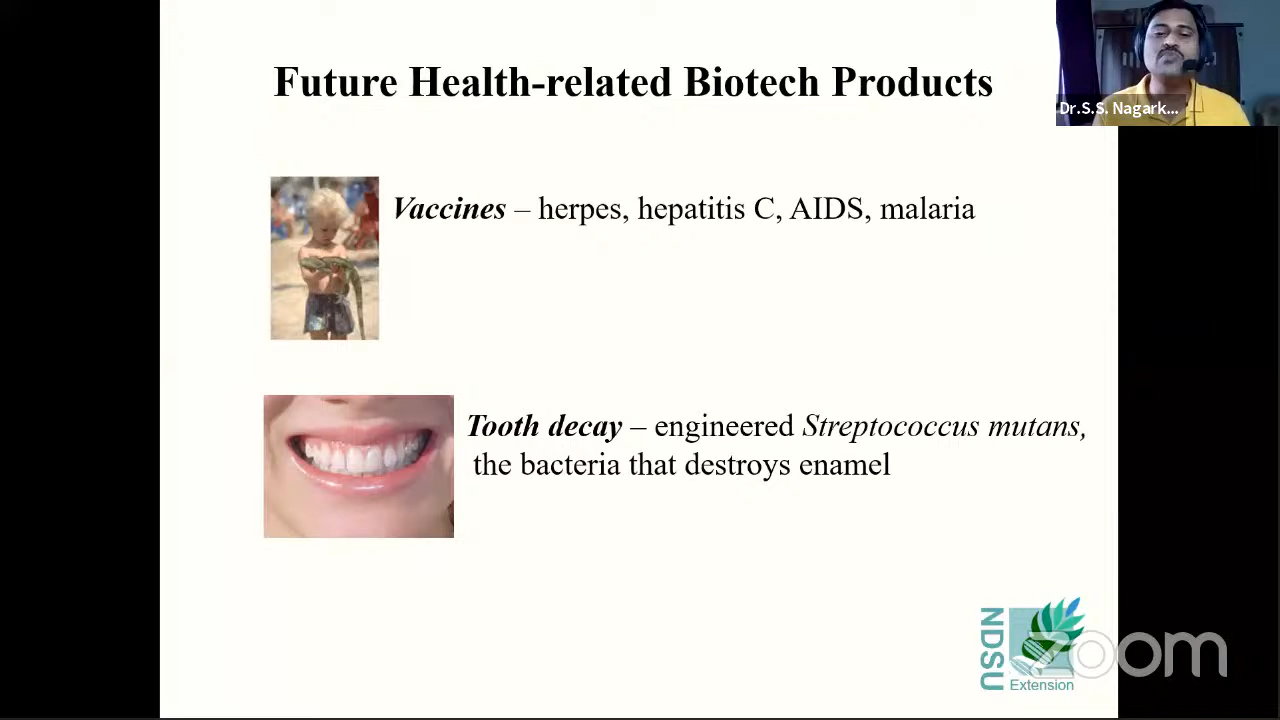 Future Health-related Biotech Products
Dr.S.S. Nagark...
Vaccines – herpes, hepatitis C, AIDS, malaria
Tooth decay – engineered Streptococcus mutans,
the bacteria that destroys enamel
NDSU
Extension
zoom